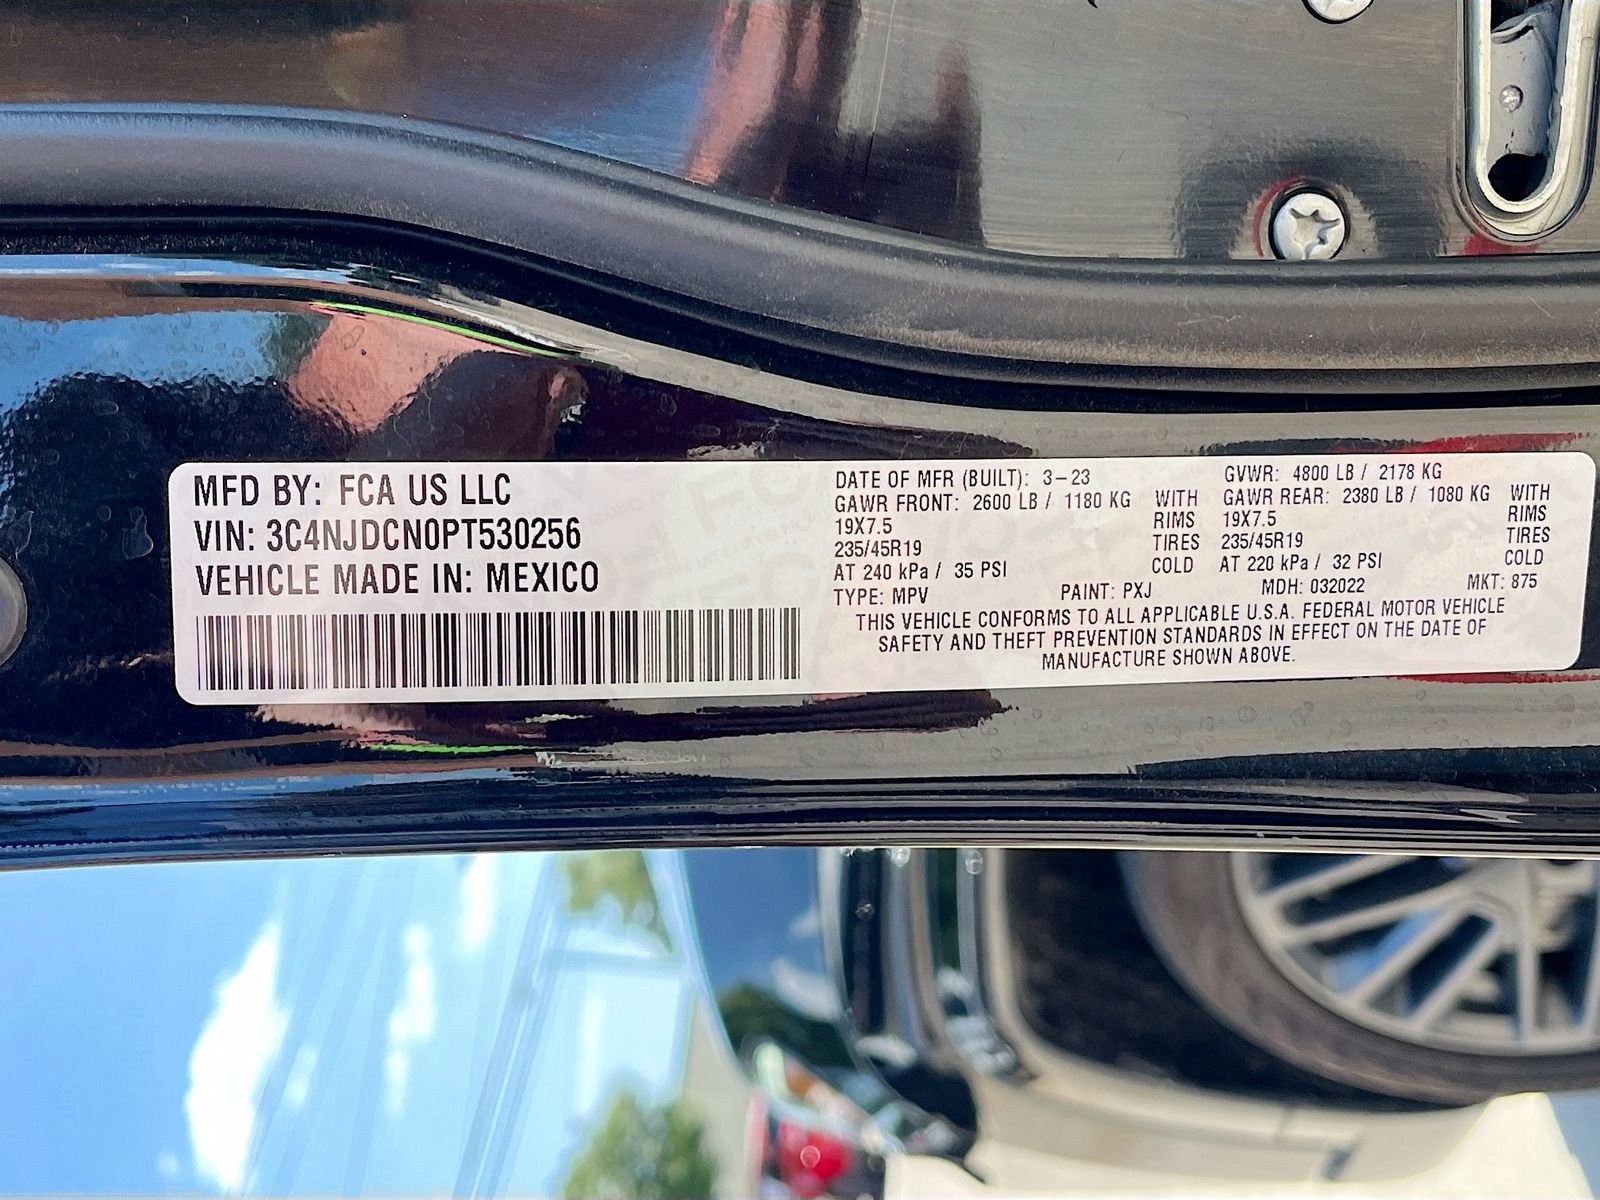 MFD BY: FCA US LLC
VIN: 3C4NJDCN0PT530256
VEHICLE MADE IN: MEXICO
DATE OF MFR (BUILT): 3-23 GVWR: 4800 LB / 2178 KG
GAWR FRONT: 2600 LB / 1180 KG WITH GAWR REAR: 2380 LB / 1080 KG WITH
19X7.5 RIMS 19X7.5 RIMS
235/45R19 TIRES 235/45R19 TIRES
AT 240 kPa / 35 PSI COLD AT 220 kPa / 32 PSI COLD
TYPE: MPV PAINT: PXJ MDH: 032022 MKT: 875
THIS VEHICLE CONFORMS TO ALL APPLICABLE U.S.A. FEDERAL MOTOR VEHICLE
SAFETY AND THEFT PREVENTION STANDARDS IN EFFECT ON THE DATE OF
MANUFACTURE SHOWN ABOVE.